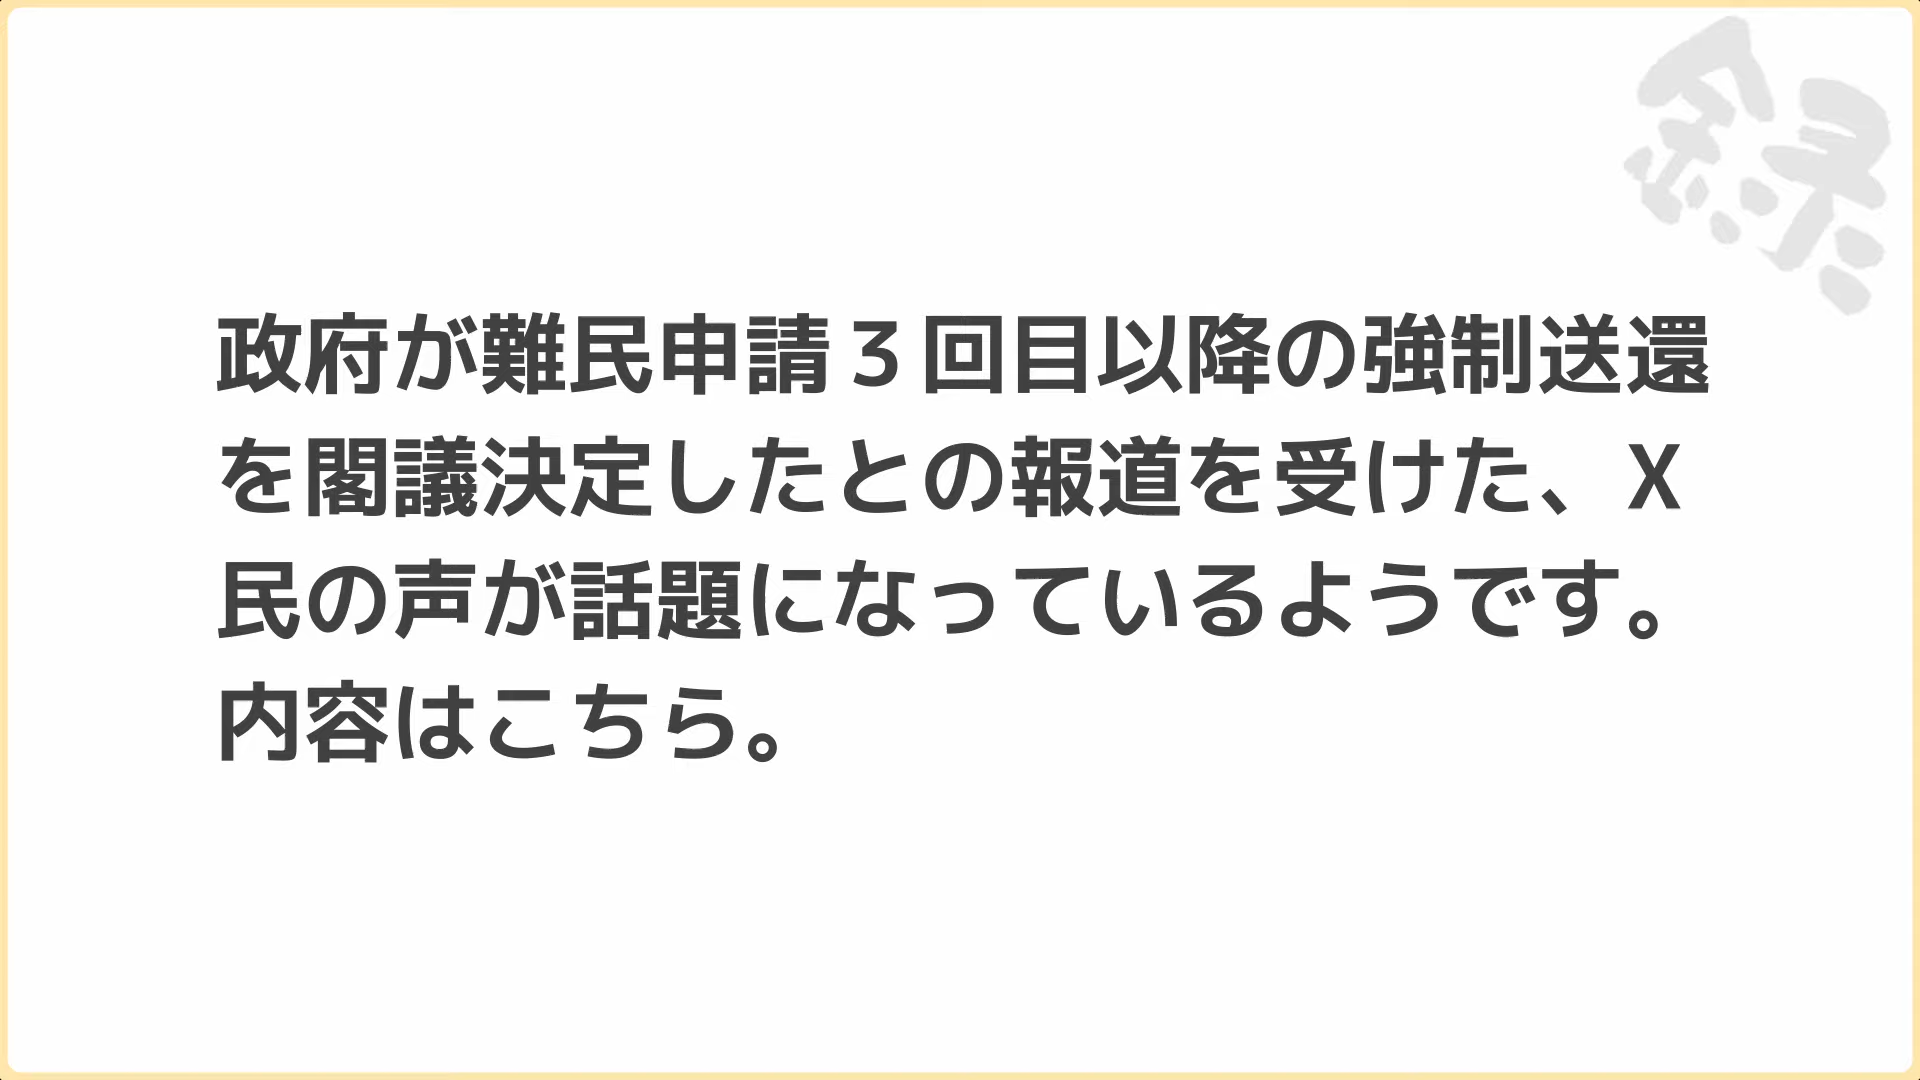 録
政府が難民申請３回目以降の強制送還
を閣議決定したとの報道を受けた、X
民の声が話題になっているようです。
内容はこちら。